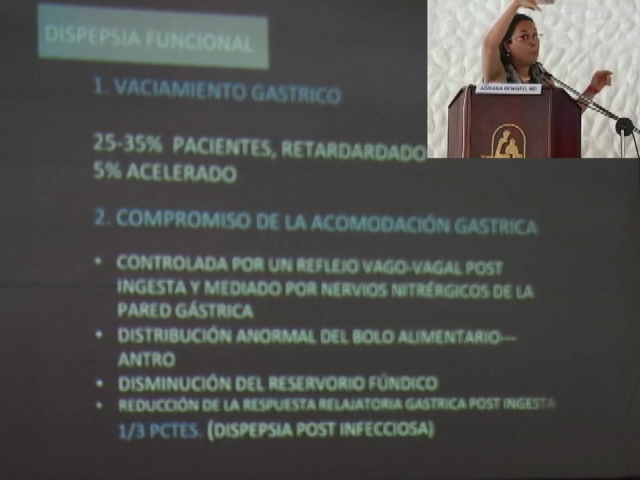 DISPEPSIA FUNCIONAL
1. VACIAMIENTO GASTRICO
25-35% PACIENTES, RETARDARDADO
5% ACELERADO
2. COMPROMISO DE LA ACOMODACIÓN GASTRICA
• CONTROLADA POR UN REFLEJO VAGO-VAGAL POST
INGESTA Y MEDIADO POR NERVIOS NITRÉRGICOS DE LA
PARED GÁSTRICA
• DISTRIBUCIÓN ANORMAL DEL BOLO ALIMENTARIO—
ANTRO
• DISMINUCIÓN DEL RESERVORIO FÚNDICO
• REDUCCIÓN DE LA RESPUESTA RELAJATORIA GASTRICA POST INGESTA
1/3 PCTES. (DISPEPSIA POST INFECCIOSA)